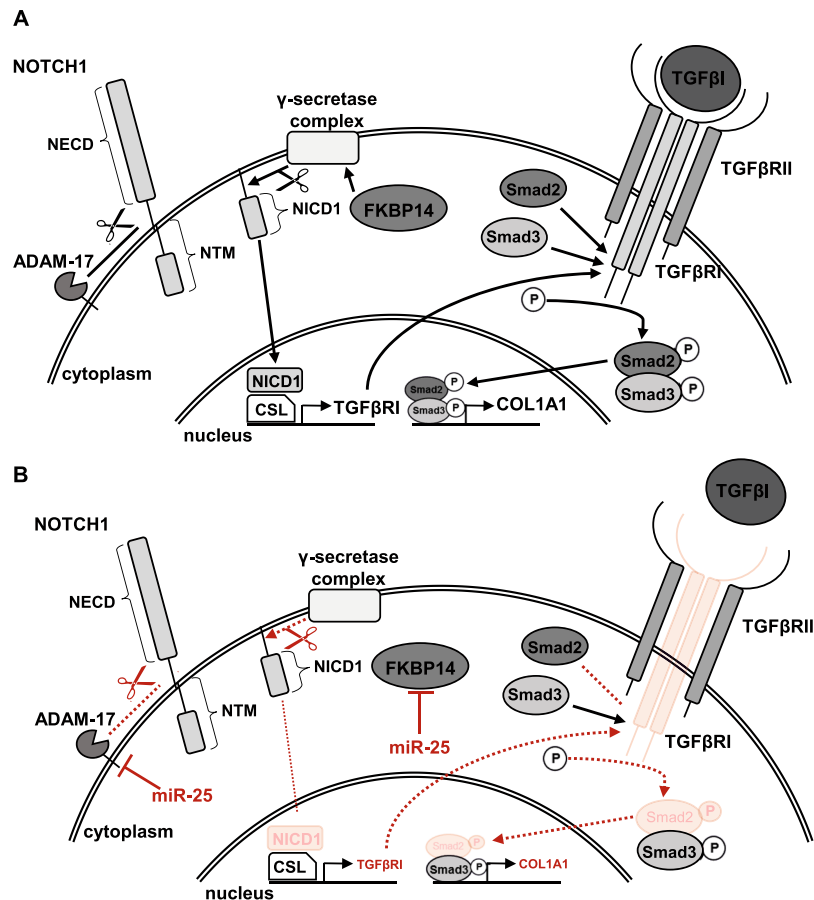 A
NOTCH1
NECD
ADAM-17
NTM
γ-secretase
complex
NICD1
FKBP14
Smad2
Smad3
TGFβI
TGFβRII
TGFβRI
P
Smad2
P
Smad3
P
cytoplasm
NICD1
CSL
TGFβRI
Smad2
P
Smad3
P
COL1A1
nucleus
B
NOTCH1
NECD
ADAM-17
NTM
miR-25
γ-secretase
complex
NICD1
FKBP14
miR-25
Smad2
Smad3
TGFβI
TGFβRII
TGFβRI
P
Smad2
P
Smad3
P
cytoplasm
NICD1
CSL
TGFβRI
Smad2
P
Smad3
P
COL1A1
nucleus